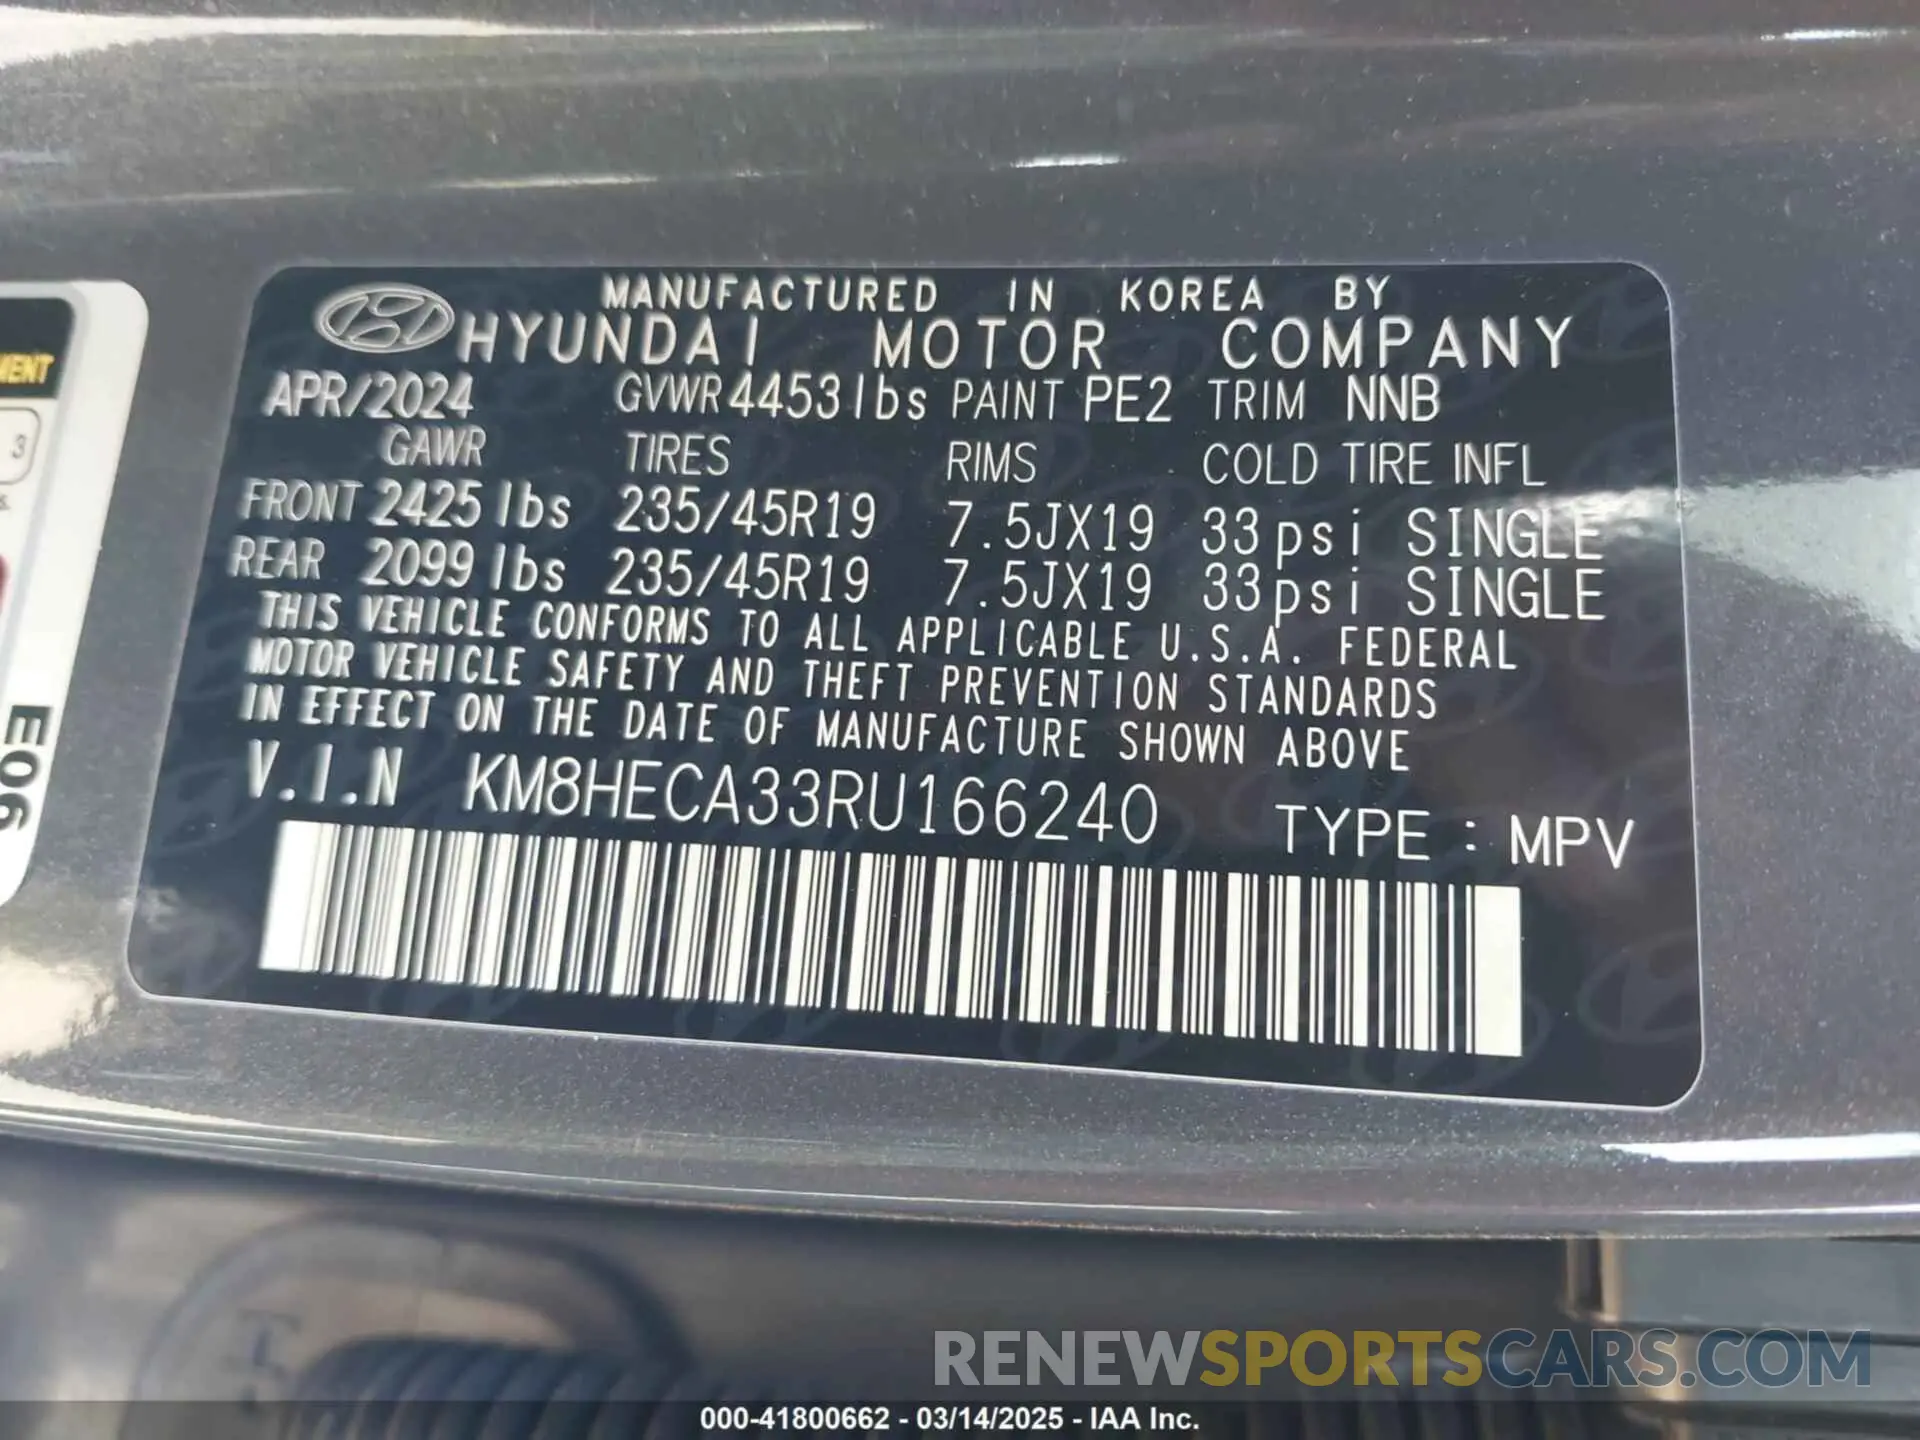 MANUFACTURED IN KOREA BY
HYUNDAI MOTOR COMPANY
APR/2024 GVWR 4453lbs PAINT PE2 TRIM NNB
GAWR TIRES RIMS COLD TIRE INFL
FRONT 2425 lbs 235/45R19 7.5JX19 33psi SINGLE
REAR 2099 lbs 235/45R19 7.5JX19 33psi SINGLE
THIS VEHICLE CONFORMS TO ALL APPLICABLE U.S.A. FEDERAL
MOTOR VEHICLE SAFETY AND THEFT PREVENTION STANDARDS
IN EFFECT ON THE DATE OF MANUFACTURE SHOWN ABOVE
V.I.N KM8HECA33RU166240 TYPE : MPV
3
E06
RENEWSPORTSCARS.COM
000-41800662 - 03/14/2025 - IAA Inc.